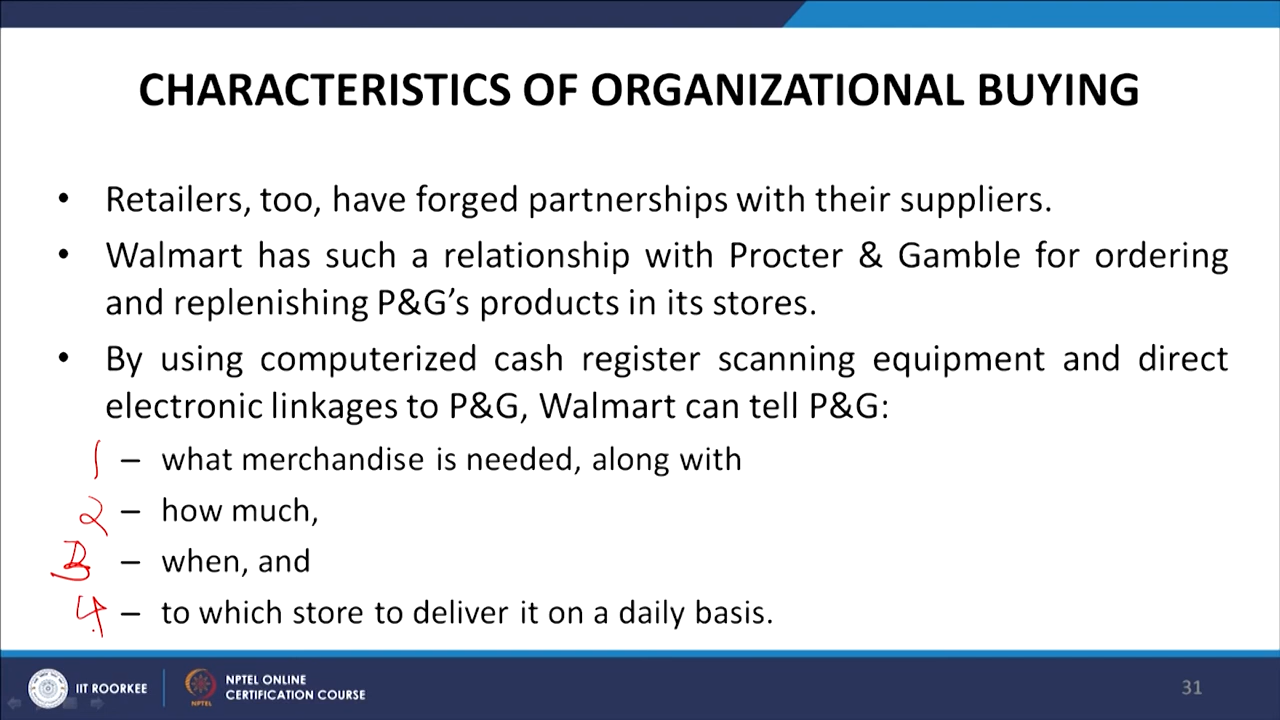 CHARACTERISTICS OF ORGANIZATIONAL BUYING
• Retailers, too, have forged partnerships with their suppliers.
• Walmart has such a relationship with Procter & Gamble for ordering
and replenishing P&G’s products in its stores.
• By using computerized cash register scanning equipment and direct
electronic linkages to P&G, Walmart can tell P&G:
1 – what merchandise is needed, along with
2 – how much,
3 – when, and
4 – to which store to deliver it on a daily basis.
IIT ROORKEE
NPTEL
NPTEL ONLINE
CERTIFICATION COURSE
31